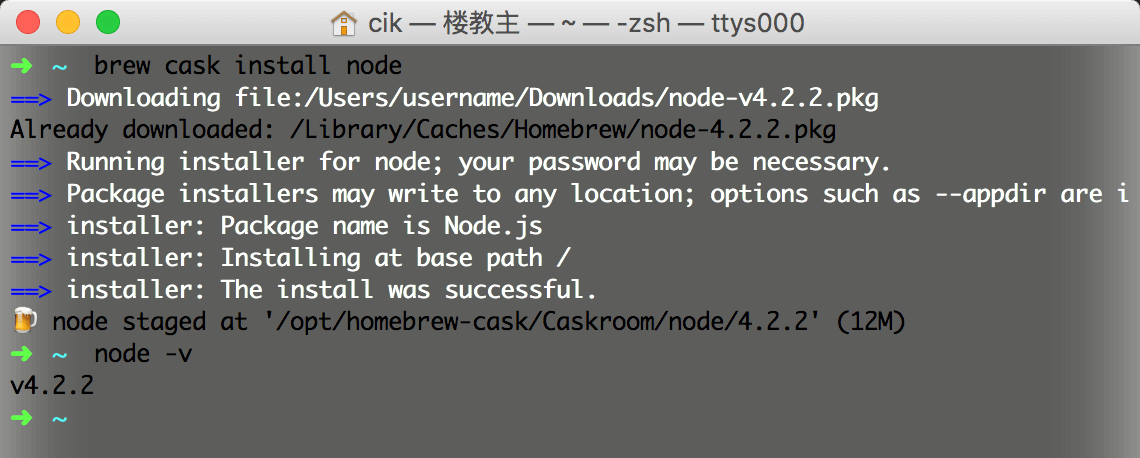 cik — 楼教主 — ~ — -zsh — ttys000
➜ ~ brew cask install node
==> Downloading file:/Users/username/Downloads/node-v4.2.2.pkg
Already downloaded: /Library/Caches/Homebrew/node-4.2.2.pkg
==> Running installer for node; your password may be necessary.
==> Package installers may write to any location; options such as --appdir are i
==> installer: Package name is Node.js
==> installer: Installing at base path /
==> installer: The install was successful.
🍺 node staged at '/opt/homebrew-cask/Caskroom/node/4.2.2' (12M)
➜ ~ node -v
v4.2.2
➜ ~